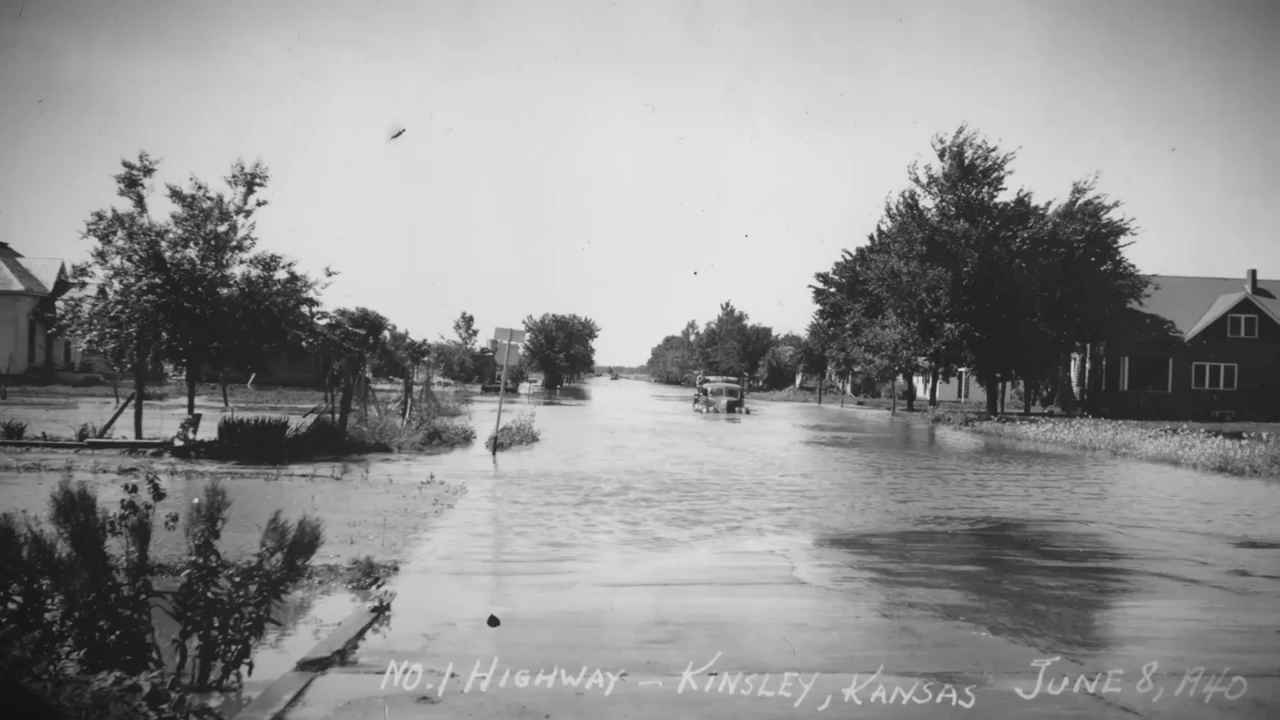 No. 1 HIGHWAY – KINSLEY, KANSAS JUNE 8, 1940